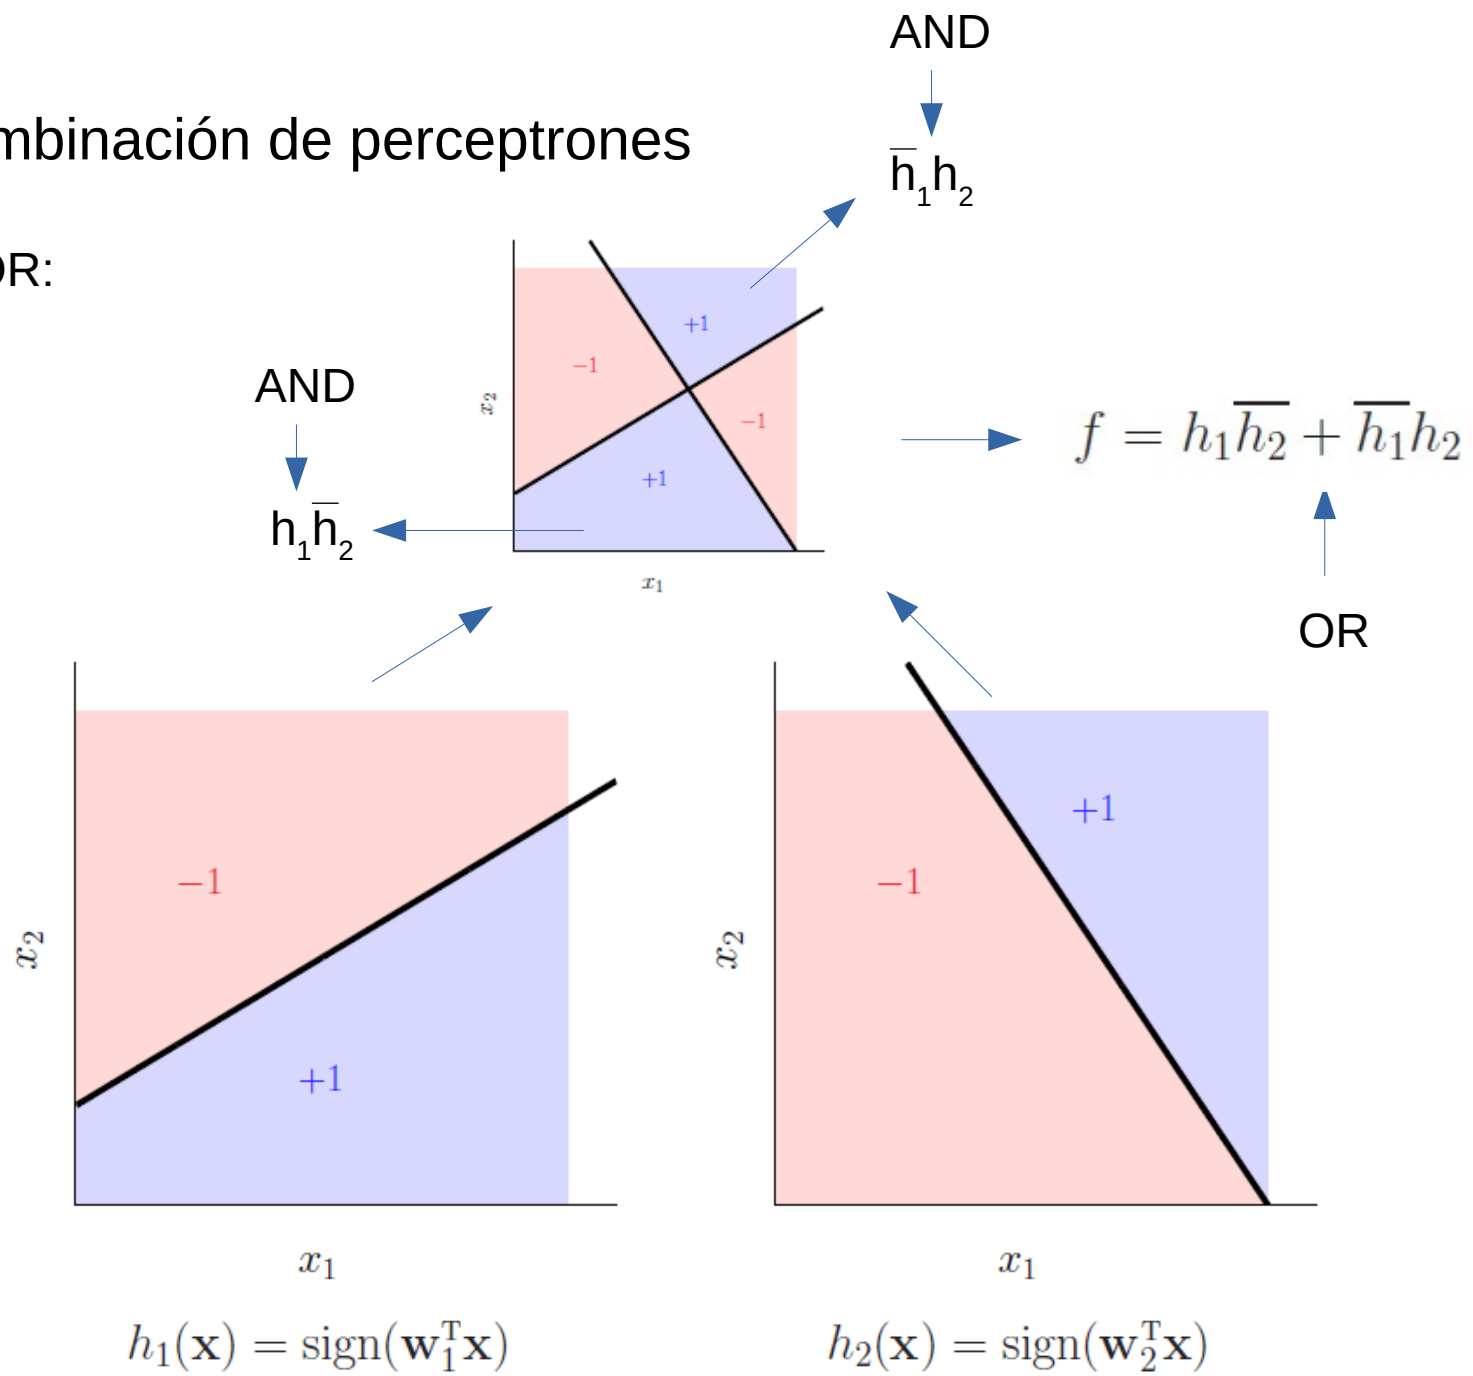 AND
mbinación de perceptrones
h̅₁h₂
OR:
+1
−1
x₂
−1
+1
x₁
AND
h₁h̅₂
f = h₁h̅₂ + h̅₁h₂
OR
−1
+1
x₂
x₁
h₁(x) = sign(w₁ᵀx)
+1
−1
x₂
x₁
h₂(x) = sign(w₂ᵀx)